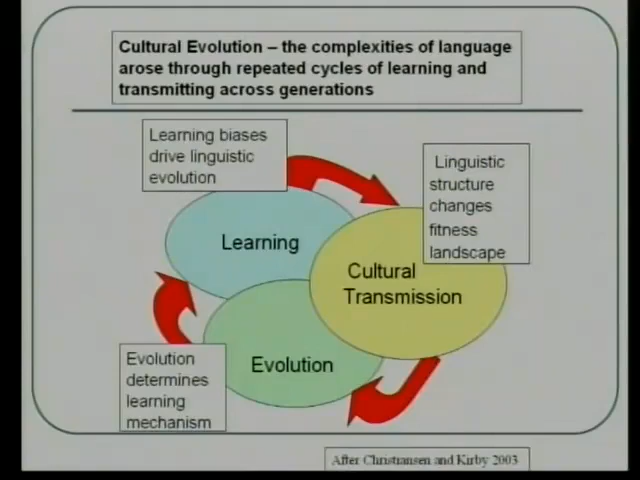 Cultural Evolution – the complexities of language
arose through repeated cycles of learning and
transmitting across generations
Learning biases
drive linguistic
evolution
Linguistic
structure
changes
fitness
landscape
Learning
Cultural
Transmission
Evolution
Evolution
determines
learning
mechanism
After Christiansen and Kirby 2003